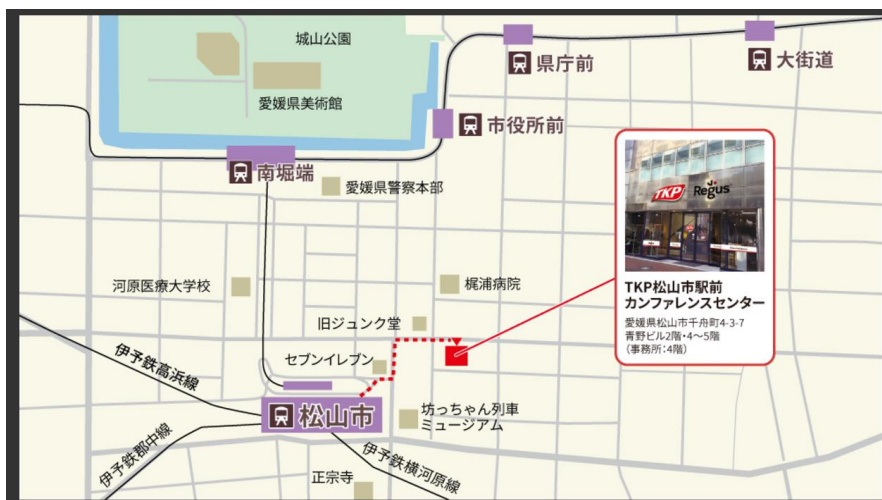 城山公園
愛媛県美術館
県庁前
大街道
市役所前
南堀端
愛媛県警察本部
TKP
Regus
河原医療大学校
梶浦病院
TKP松山市駅前
カンファレンスセンター
愛媛県松山市千舟町4-3-7
青野ビル2階・4〜5階
（事務所：4階）
旧ジュンク堂
セブンイレブン
伊予鉄高浜線
松山市
坊っちゃん列車
ミュージアム
伊予鉄郡中線
伊予鉄横河原線
正宗寺